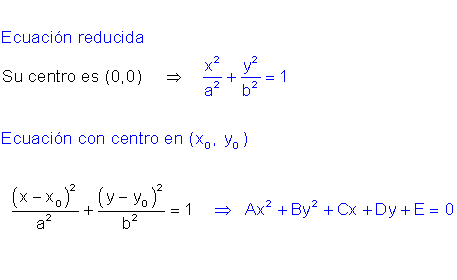 Ecuación reducida
Su centro es (0,0) ⇒ x²/a² + y²/b² = 1
Ecuación con centro en (x₀, y₀)
(x − x₀)²/a² + (y − y₀)²/b² = 1 ⇒ Ax² + By² + Cx + Dy + E = 0